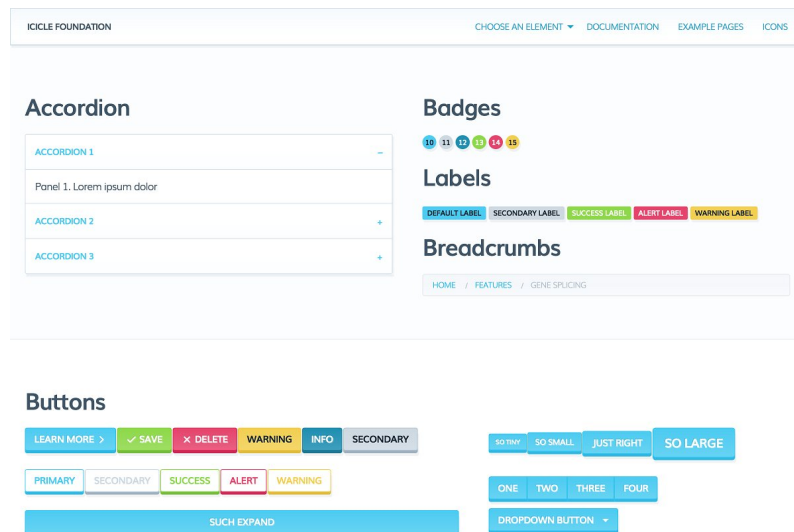 ICICLE FOUNDATION
CHOOSE AN ELEMENT DOCUMENTATION EXAMPLE PAGES ICONS
Accordion
ACCORDION 1 –
Panel 1. Lorem ipsum dolor
ACCORDION 2 +
ACCORDION 3 +
Badges
10 11 12 13 14 15
Labels
DEFAULT LABEL SECONDARY LABEL SUCCESS LABEL ALERT LABEL WARNING LABEL
Breadcrumbs
HOME / FEATURES / GENE SPLICING
Buttons
LEARN MORE > ✓ SAVE × DELETE WARNING INFO SECONDARY
PRIMARY SECONDARY SUCCESS ALERT WARNING
SUCH EXPAND
SO TINY SO SMALL JUST RIGHT SO LARGE
ONE TWO THREE FOUR
DROPDOWN BUTTON